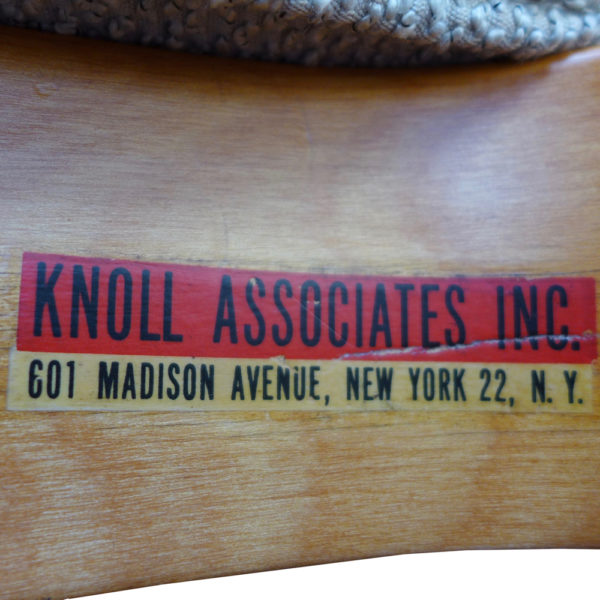 KNOLL ASSOCIATES INC.
601 MADISON AVENUE, NEW YORK 22, N. Y.